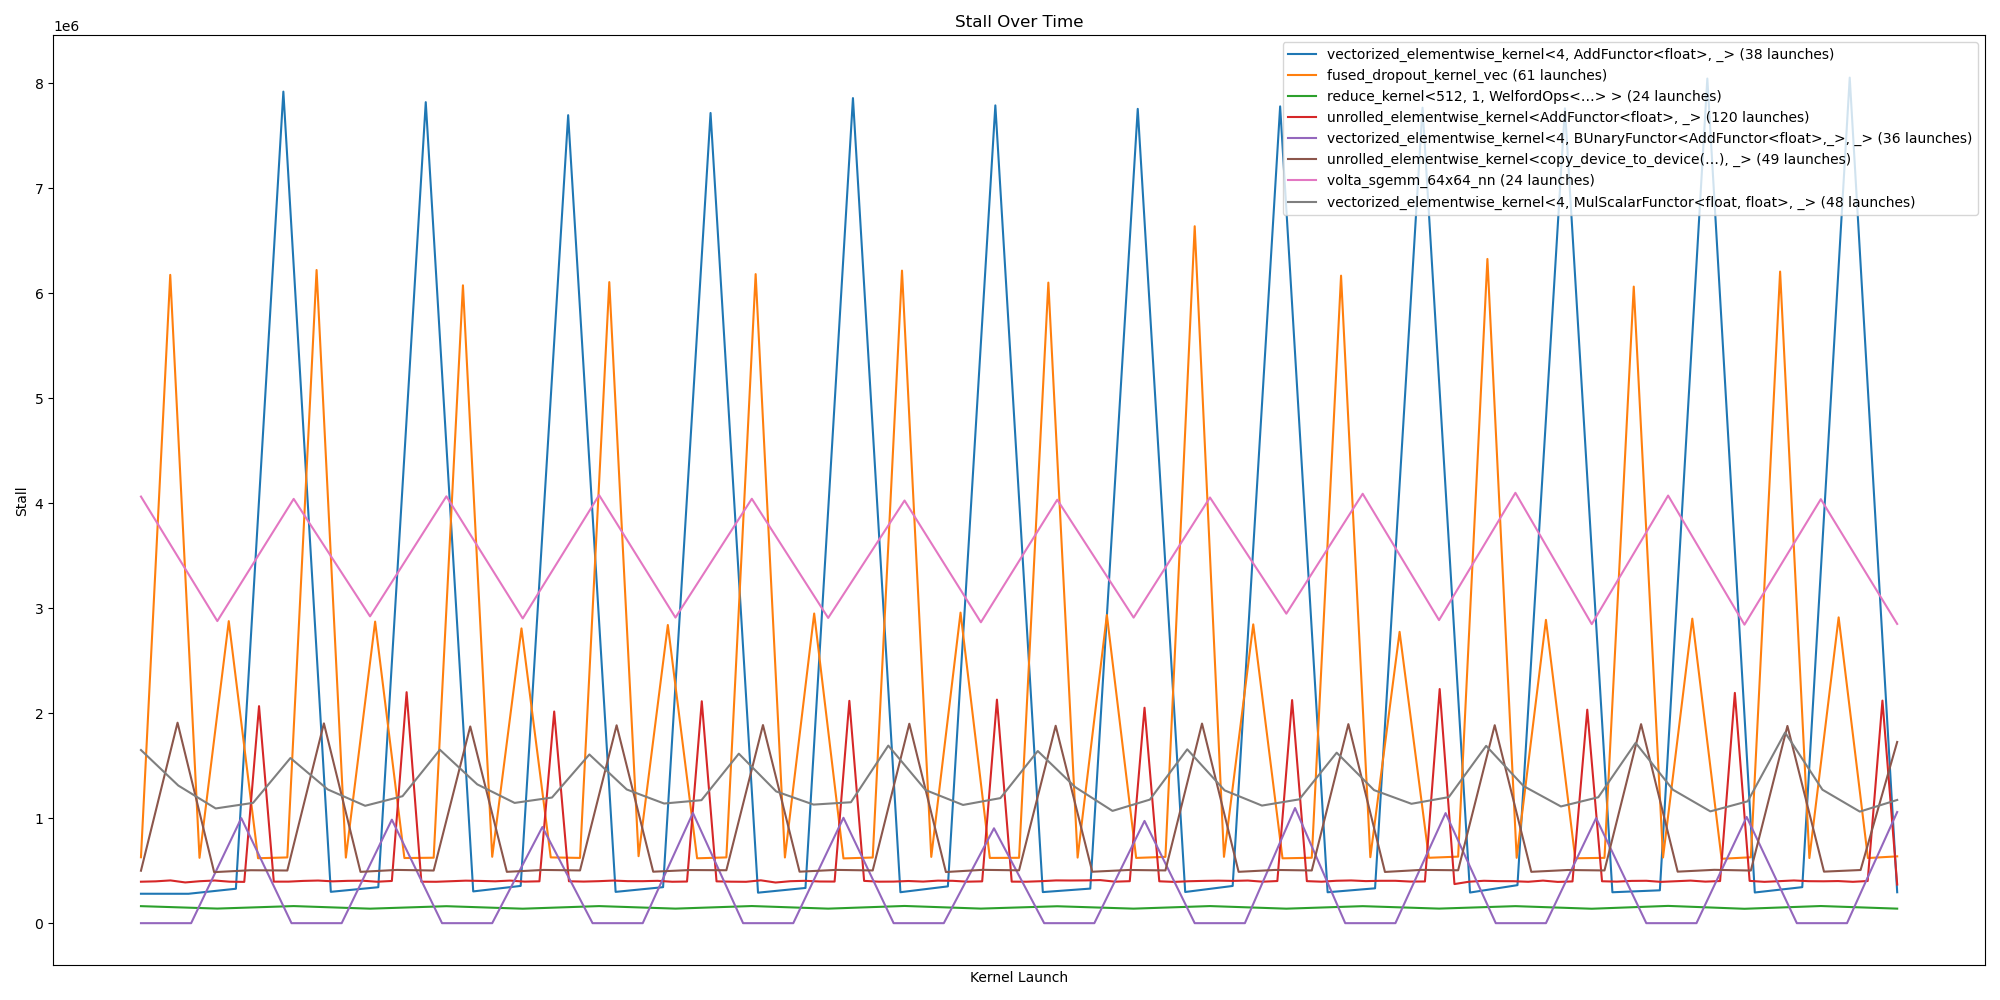 Stall Over Time
1e6
vectorized_elementwise_kernel<4, AddFunctor<float>, _> (38 launches)
fused_dropout_kernel_vec (61 launches)
reduce_kernel<512, 1, WelfordOps<...> > (24 launches)
unrolled_elementwise_kernel<AddFunctor<float>, _> (120 launches)
vectorized_elementwise_kernel<4, BUnaryFunctor<AddFunctor<float>,_>, _> (36 launches)
unrolled_elementwise_kernel<copy_device_to_device(...), _> (49 launches)
volta_sgemm_64x64_nn (24 launches)
vectorized_elementwise_kernel<4, MulScalarFunctor<float, float>, _> (48 launches)
8
7
6
5
4
3
2
1
0
Stall
Kernel Launch